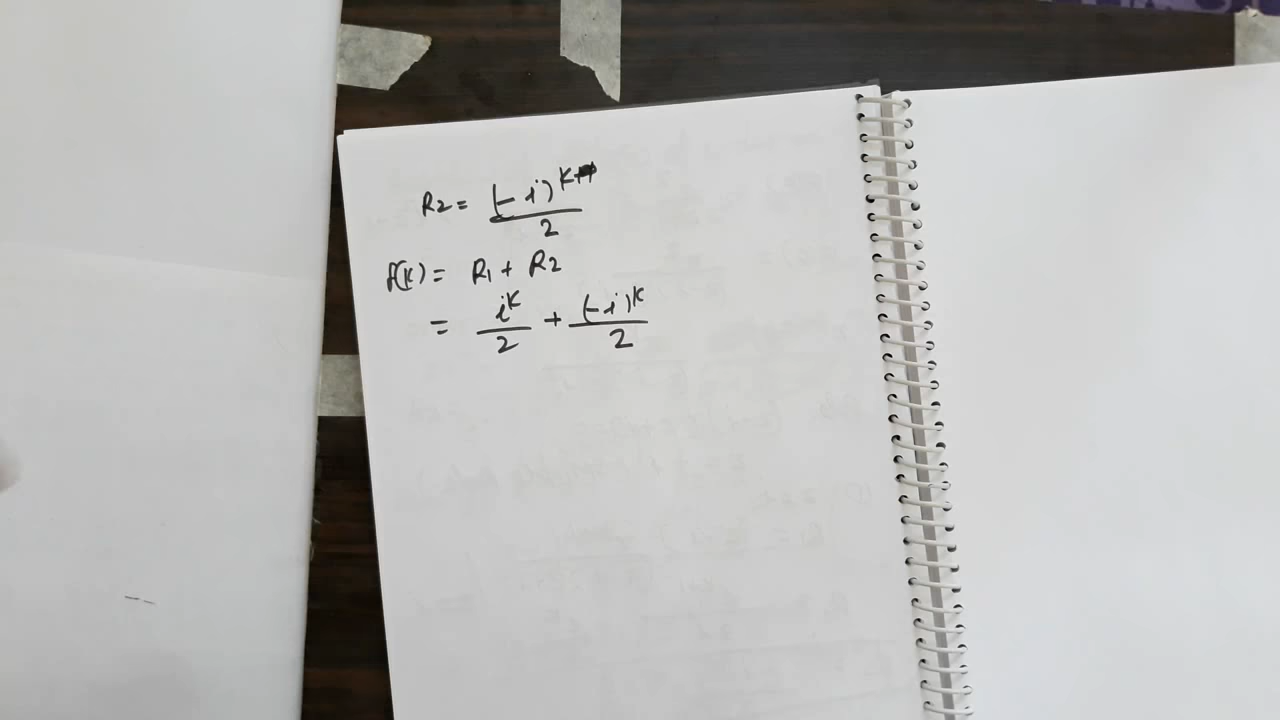 R2 = (-i)^k / 2
f(k) = R1 + R2
= i^k / 2 + (-i)^k / 2